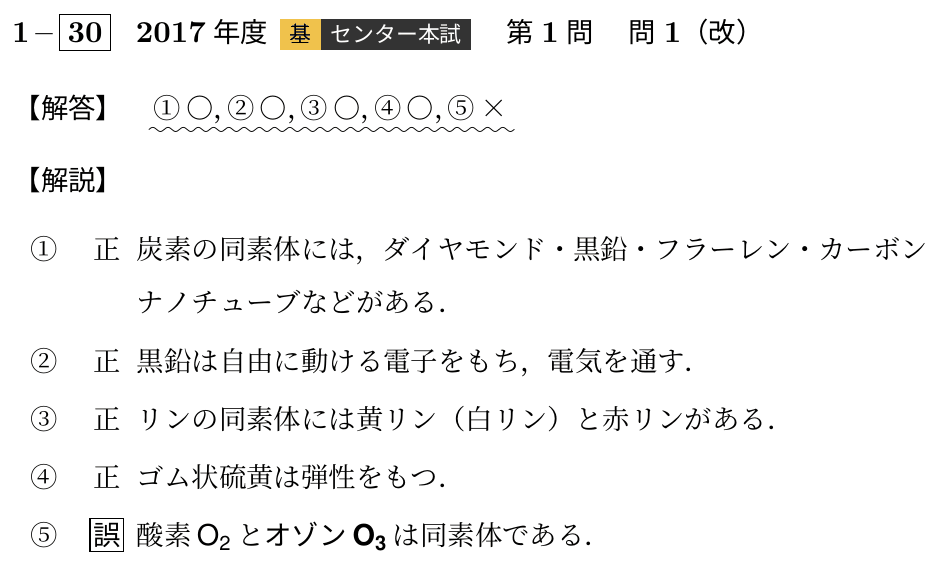 1−30 2017 年度 基 センター本試 第 1 問 問 1（改）
【解答】 ①○, ②○, ③○, ④○, ⑤×
【解説】
① 正 炭素の同素体には，ダイヤモンド・黒鉛・フラーレン・カーボン
ナノチューブなどがある．
② 正 黒鉛は自由に動ける電子をもち，電気を通す．
③ 正 リンの同素体には黄リン（白リン）と赤リンがある．
④ 正 ゴム状硫黄は弾性をもつ．
⑤ 誤 酸素 O₂ とオゾン O₃ は同素体である．